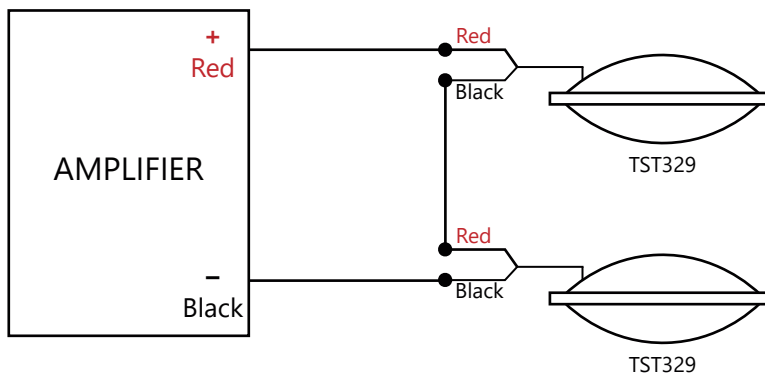 +
Red
AMPLIFIER
–
Black
Red
Black
TST329
Red
Black
TST329